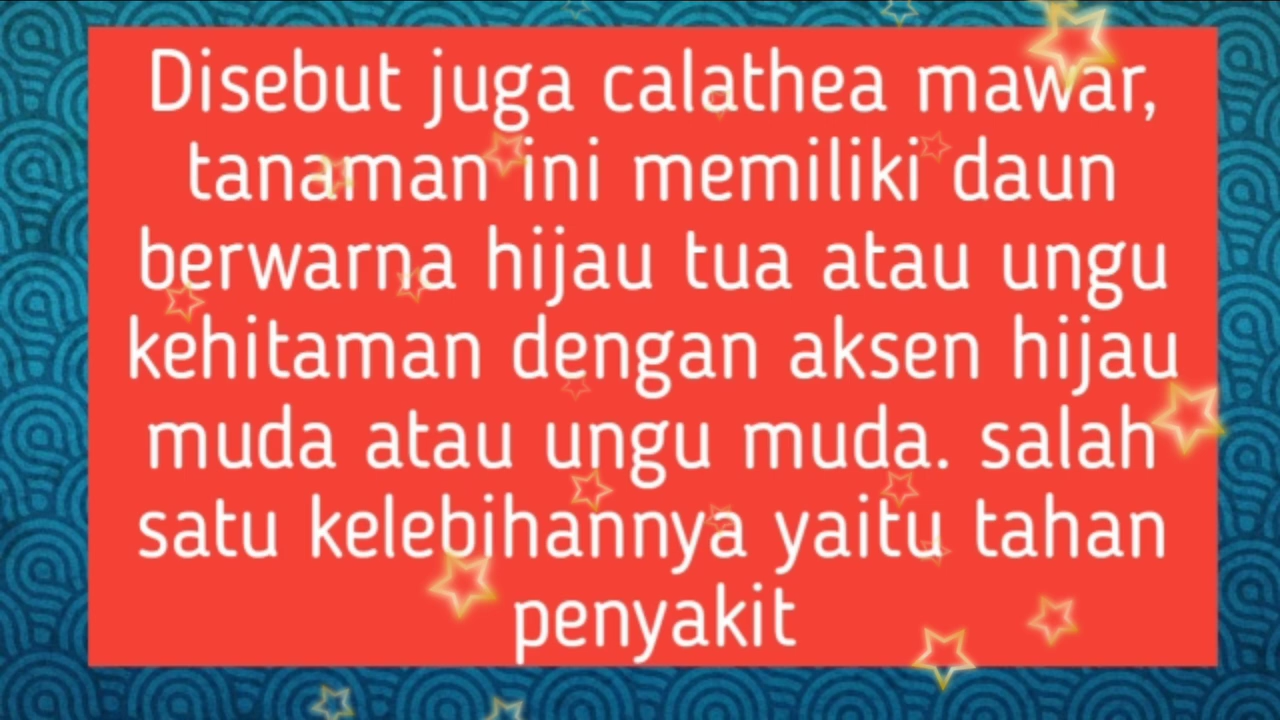 Disebut juga calathea mawar,
tanaman ini memiliki daun
berwarna hijau tua atau ungu
kehitaman dengan aksen hijau
muda atau ungu muda. salah
satu kelebihannya yaitu tahan
penyakit